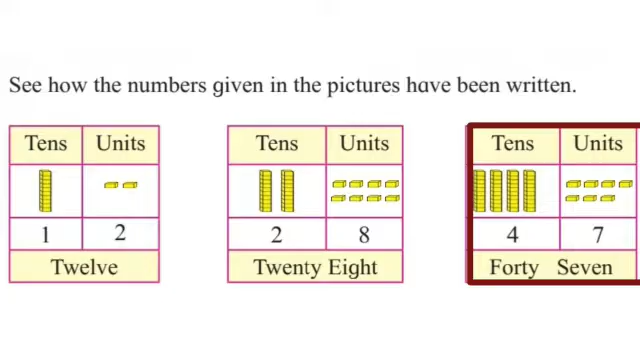 See how the numbers given in the pictures have been written.
Tens Units Tens Units Tens Units
1 2 2 8 4 7
Twelve Twenty Eight Forty Seven